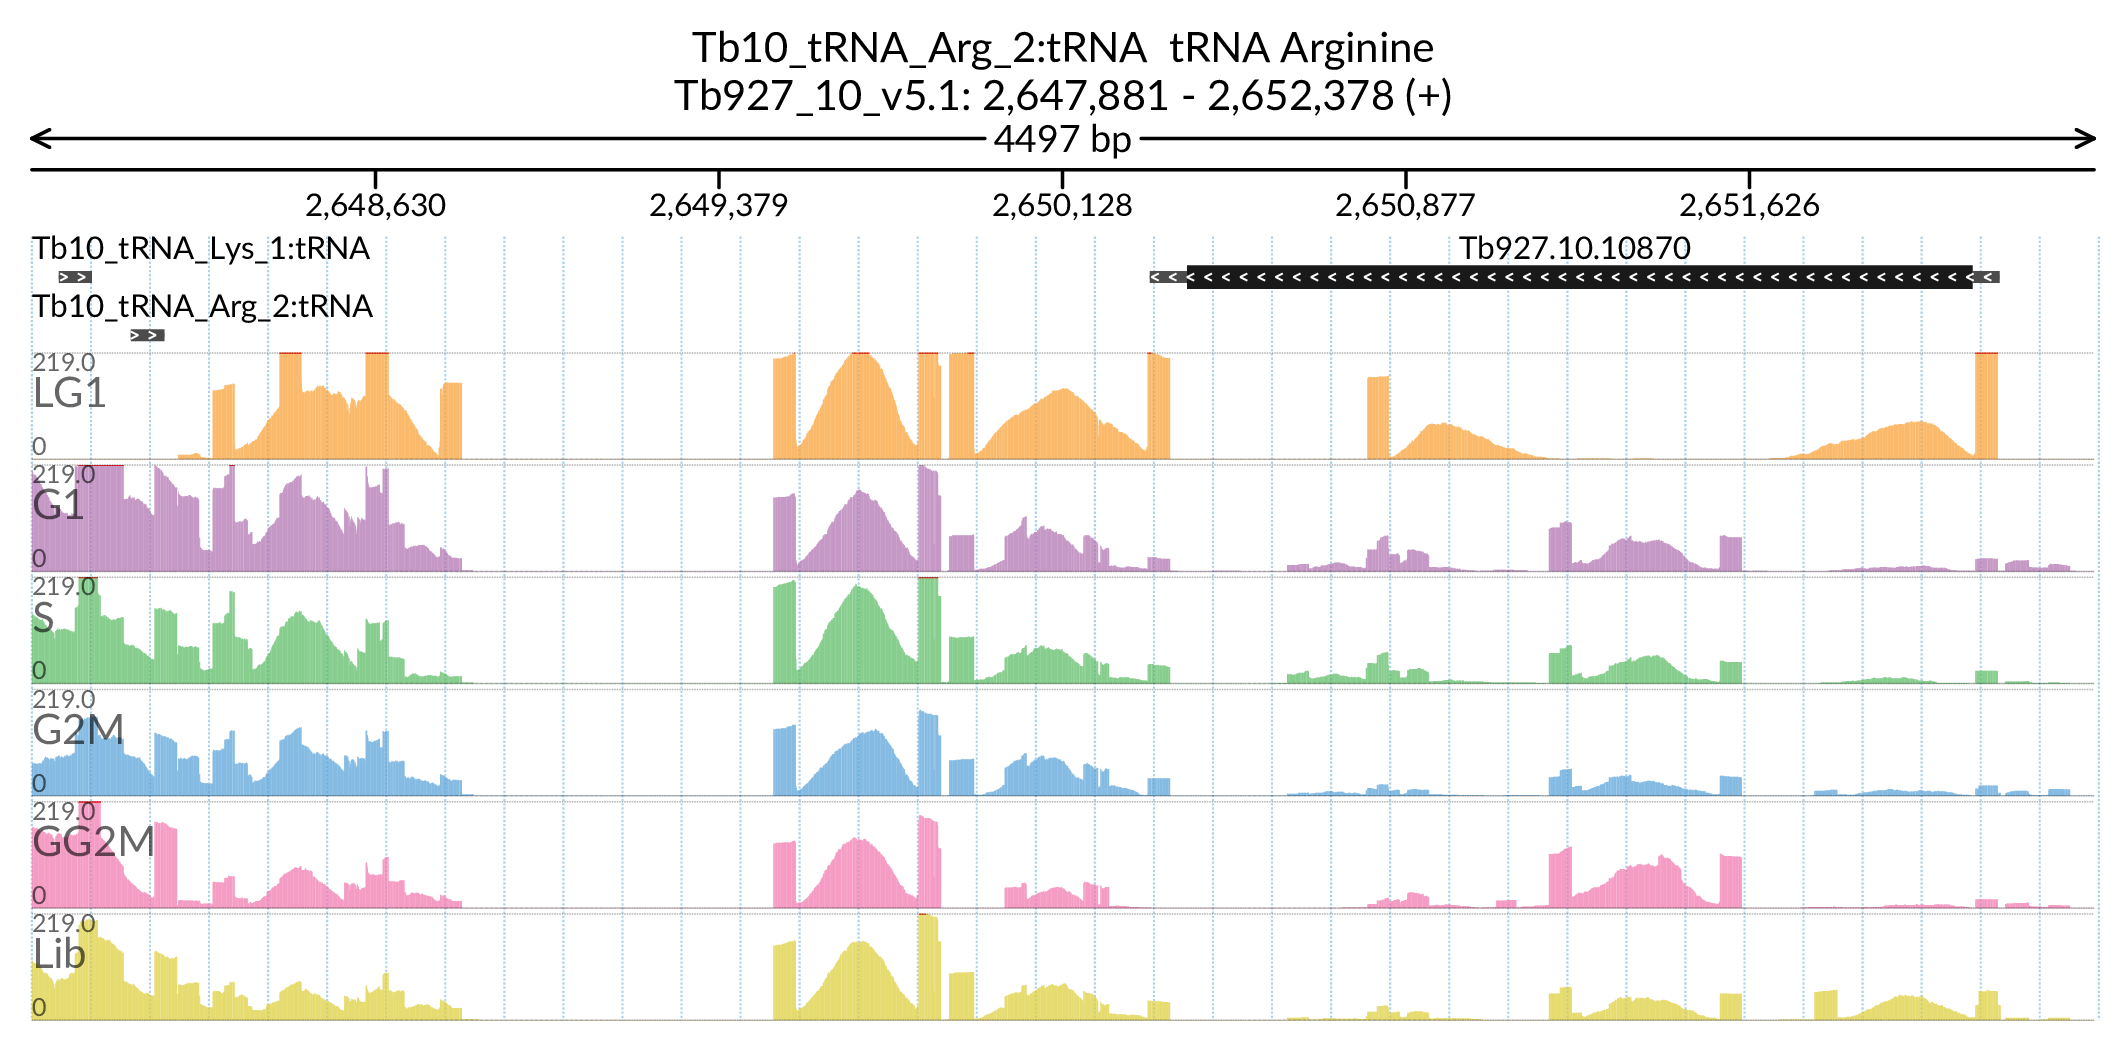 Tb10_tRNA_Arg_2:tRNA tRNA Arginine
Tb927_10_v5.1: 2,647,881 - 2,652,378 (+)
4497 bp
2,648,630 2,649,379 2,650,128 2,650,877 2,651,626
Tb10_tRNA_Lys_1:tRNA Tb927.10.10870
Tb10_tRNA_Arg_2:tRNA
219.0
LG1
0
219.0
G1
0
219.0
S
0
219.0
G2M
0
219.0
GG2M
0
219.0
Lib
0